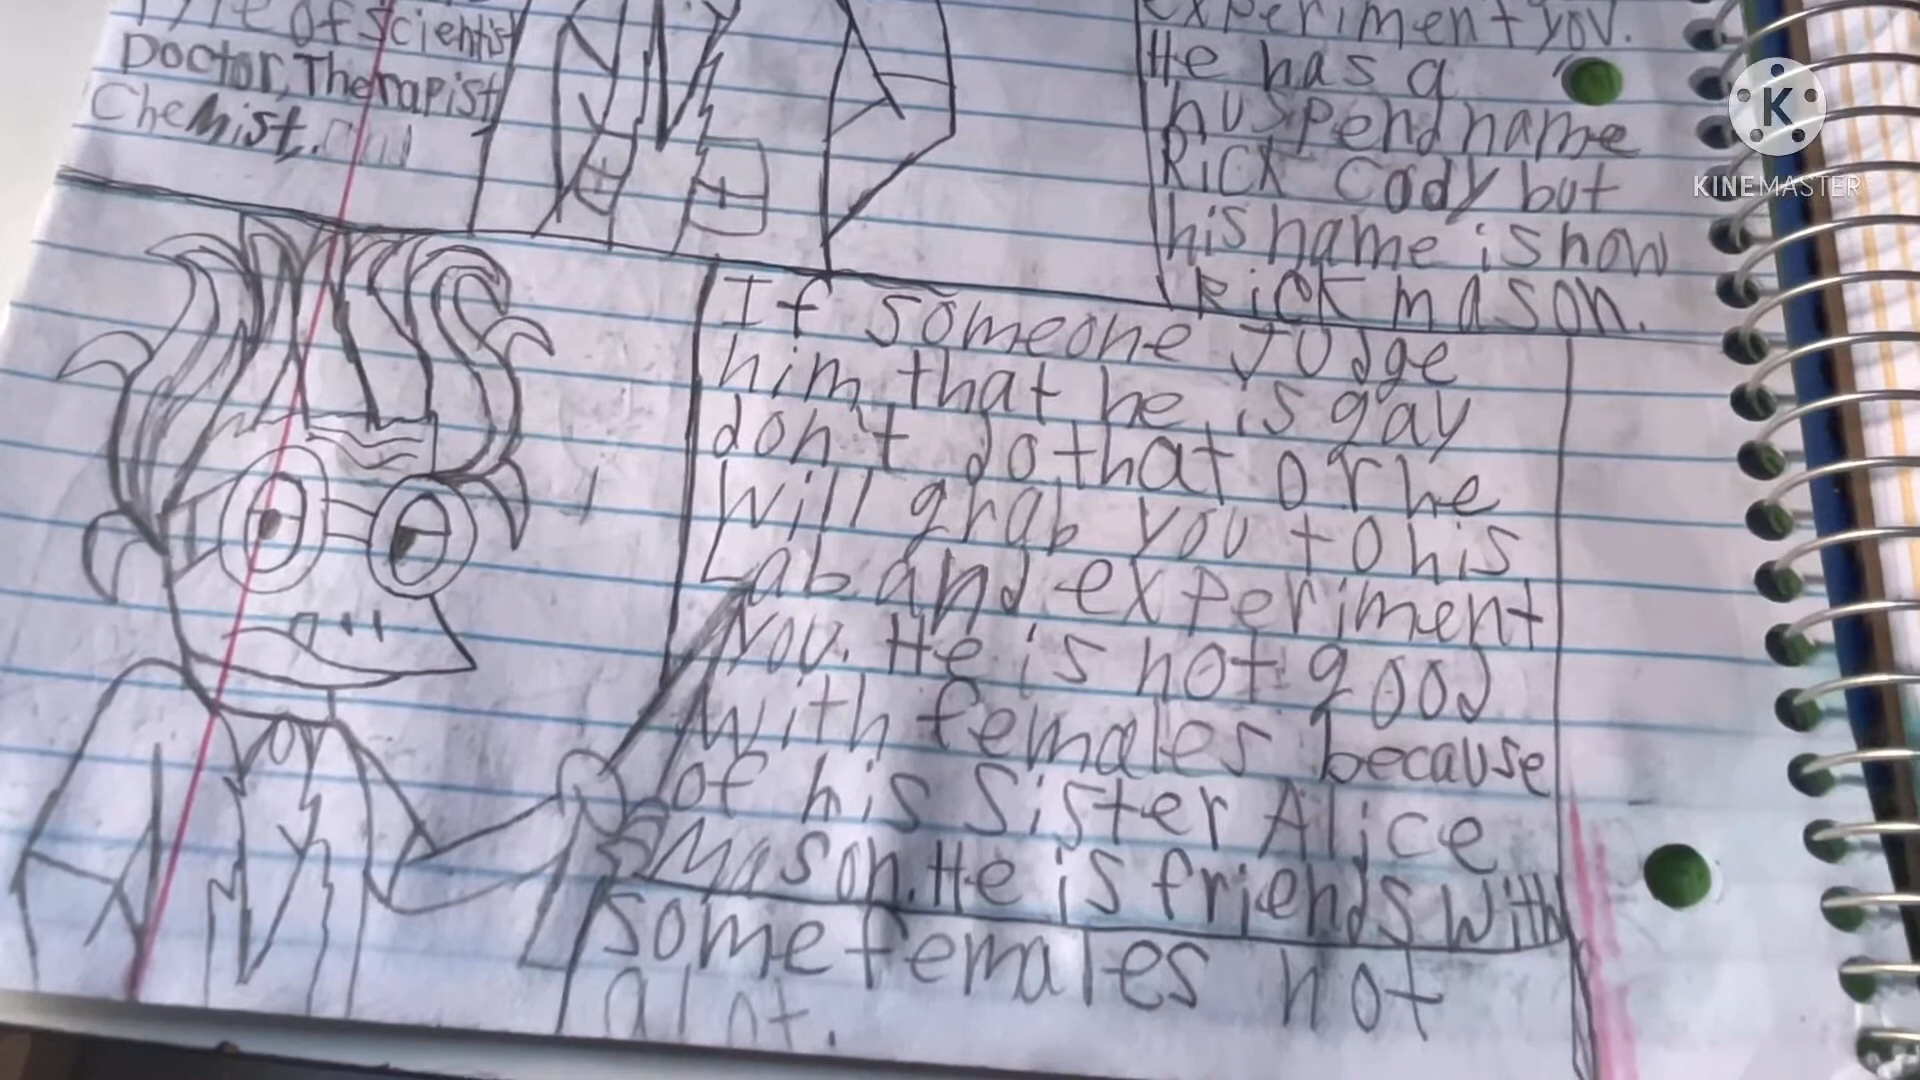 of Scientist
Doctor, Therapist
Chemist.
experiment you.
He has a
huspend name
Rick Cody but
his name is now
Rick mason.
If someone Judge
him that he is gay
don't do that or he
will grab you to his
Lab and experiment
you. He is not good
with females because
of his Sister Alice
Mason. He is friends with
some females not
alot.
K
KINEMASTER